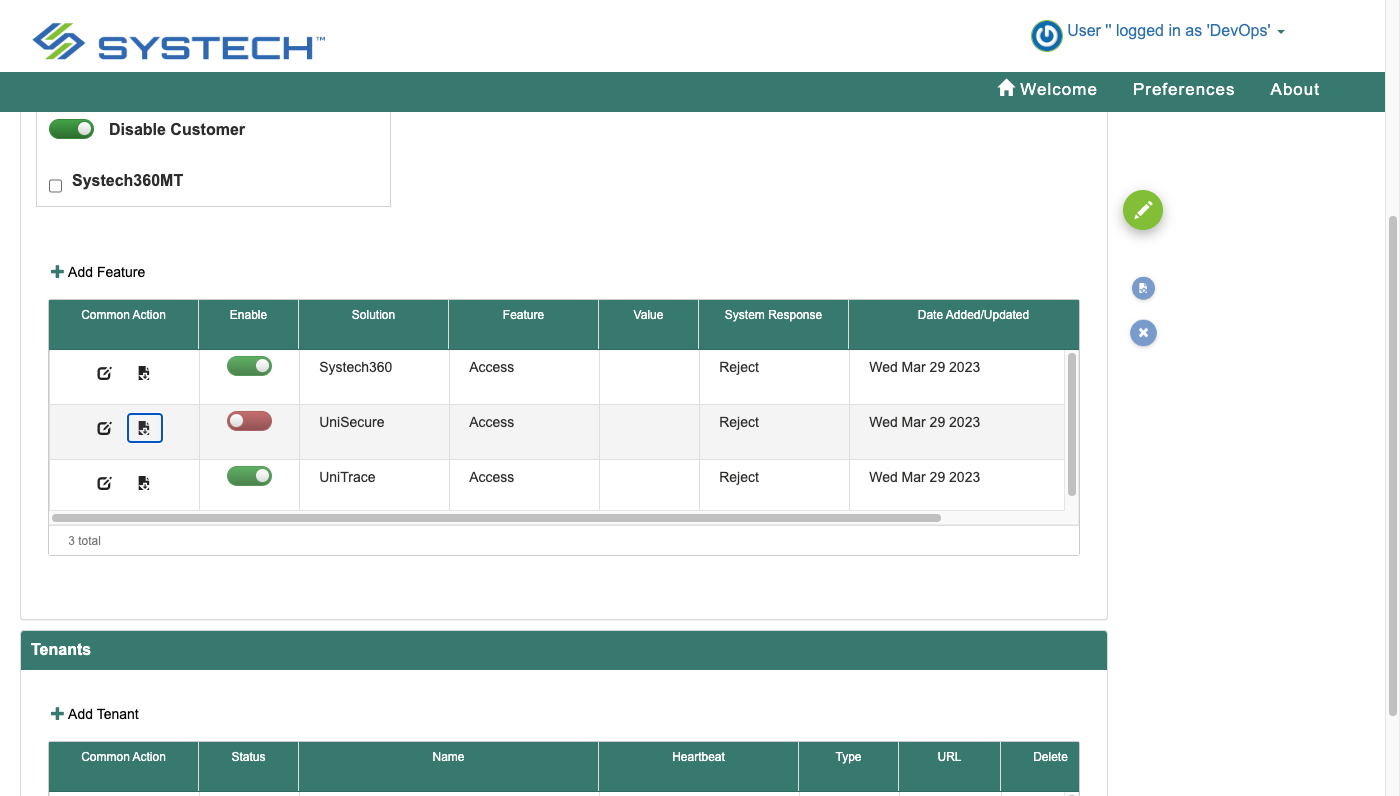 SYSTECH™
User '' logged in as 'DevOps'
Welcome Preferences About
Disable Customer
Systech360MT
Add Feature
Common Action Enable Solution Feature Value System Response Date Added/Updated
Systech360 Access Reject Wed Mar 29 2023
UniSecure Access Reject Wed Mar 29 2023
UniTrace Access Reject Wed Mar 29 2023
3 total
Tenants
Add Tenant
Common Action Status Name Heartbeat Type URL Delete